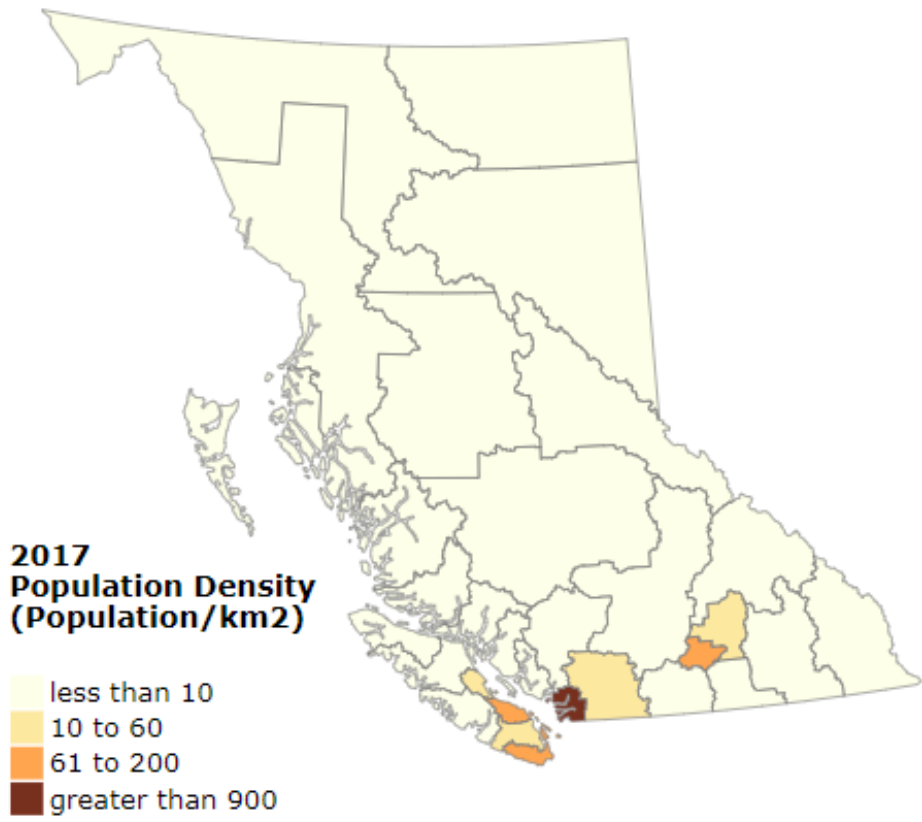 2017
Population Density
(Population/km2)
less than 10
10 to 60
61 to 200
greater than 900